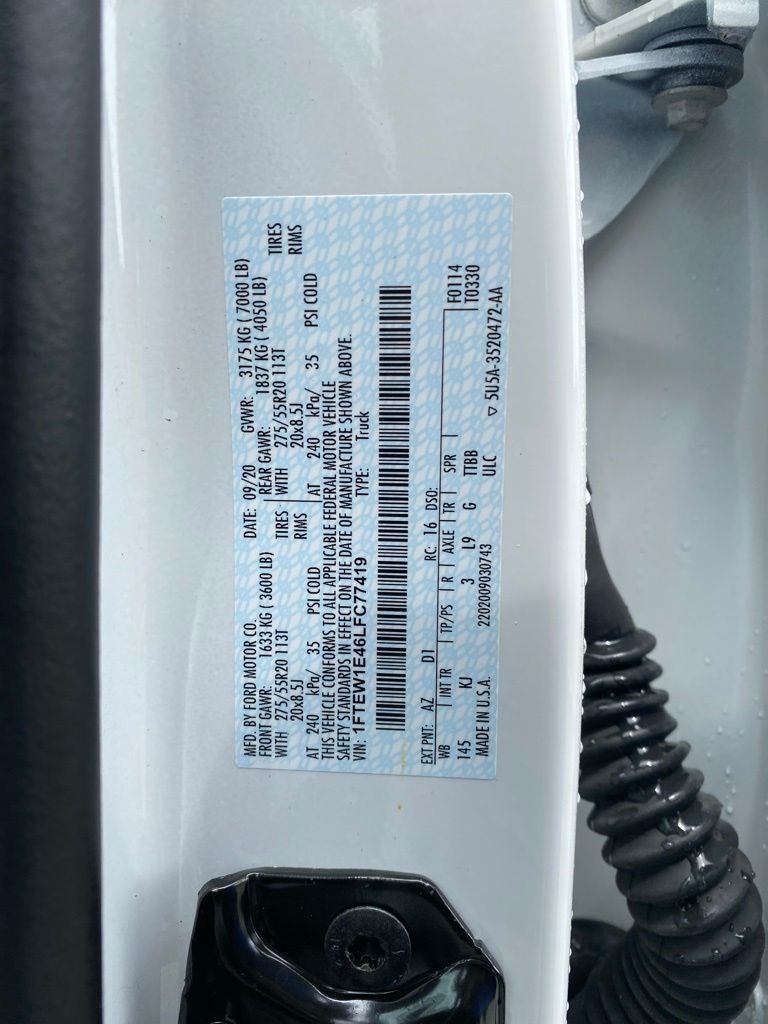 MFD. BY FORD MOTOR CO.
DATE: 09/20 GVWR: 3175 KG ( 7000 LB)
FRONT GAWR: 1633 KG ( 3600 LB)
REAR GAWR: 1837 KG ( 4050 LB)
WITH 275/55R20 113T TIRES
20x8.5J RIMS
AT 240 kPa/ 35 PSI COLD
WITH 275/55R20 113T TIRES
20x8.5J RIMS
AT 240 kPa/ 35 PSI COLD
THIS VEHICLE CONFORMS TO ALL APPLICABLE FEDERAL MOTOR VEHICLE
SAFETY STANDARDS IN EFFECT ON THE DATE OF MANUFACTURE SHOWN ABOVE.
VIN: 1FTEW1E46LFC77419 TYPE: Truck
EXT PNT: AZ D1 RC: 16 DSO:
WB INT TR TP/PS R AXLE TR SPR F0114
145 KJ 3 L9 G TTBB T0330
MADE IN U.S.A. 2202009030743 ULC ▽ 5U5A-3520472-AA